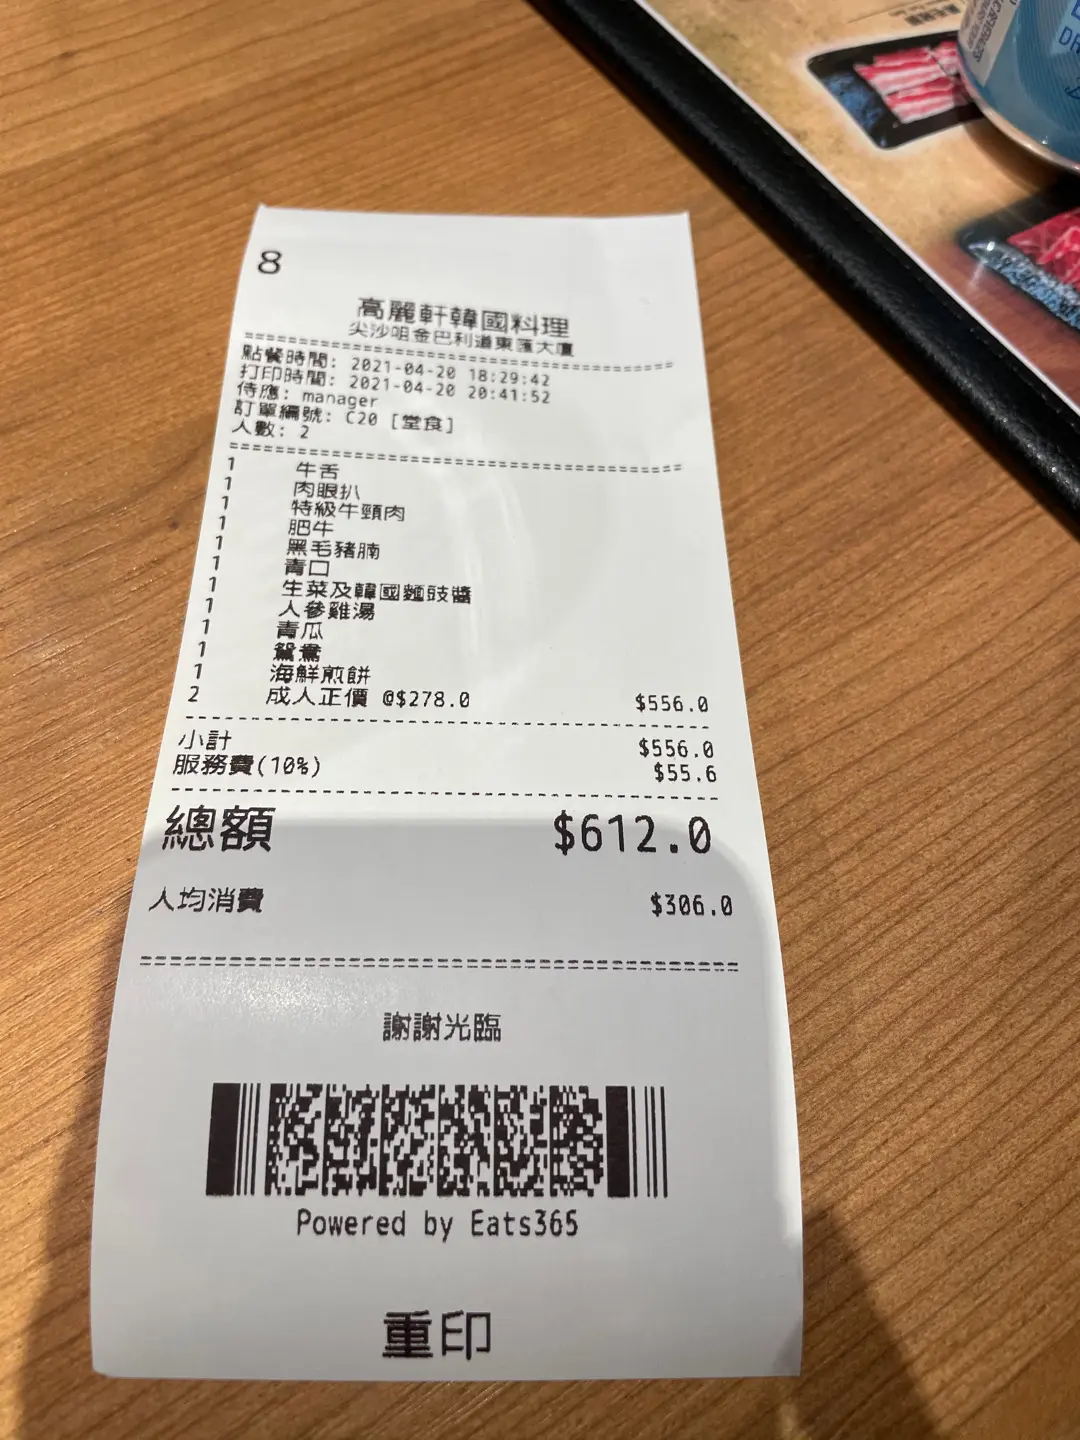 8
高麗軒韓國料理
尖沙咀金巴利道東匯大廈
點餐時間: 2021-04-20 18:29:42
打印時間: 2021-04-20 20:41:52
侍應: manager
訂單編號: C20 [堂食]
人數: 2
1 牛舌
1 肉眼扒
1 特級牛頸肉
1 肥牛
1 黑毛豬腩
1 青口
1 生菜及韓國麵豉醬
1 人參雞湯
1 青瓜
1 鴛鴦
1 海鮮煎餅
2 成人正價 @$278.0 $556.0
小計 $556.0
服務費(10%) $55.6
總額 $612.0
人均消費 $306.0
謝謝光臨
Powered by Eats365
重印